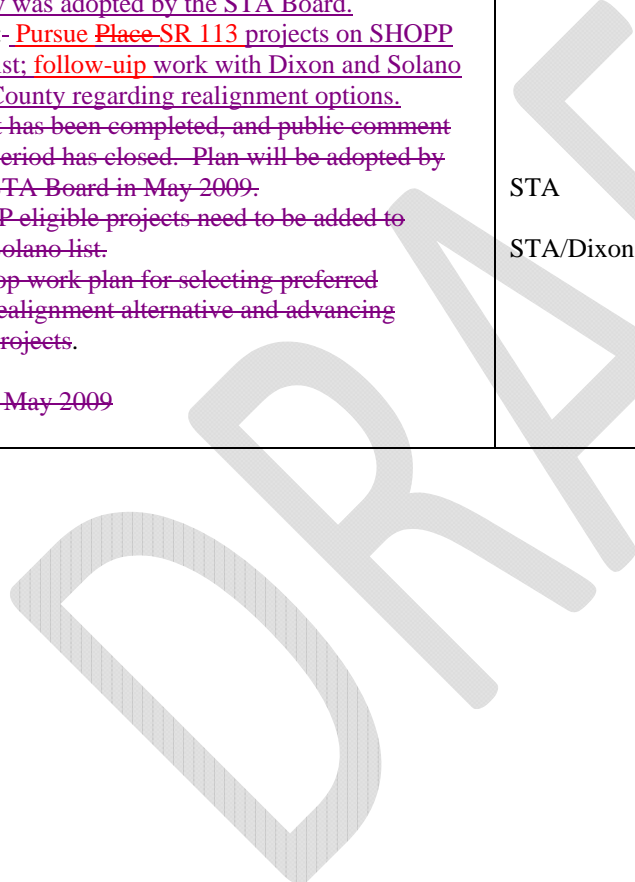 was adopted by the STA Board.
- Pursue Place SR 113 projects on SHOPP
ist; follow-uip work with Dixon and Solano
County regarding realignment options.
has been completed, and public comment
eriod has closed. Plan will be adopted by
TA Board in May 2009.
STA
P eligible projects need to be added to
olano list.
STA/Dixon
op work plan for selecting preferred
ealignment alternative and advancing
rojects.
May 2009
DRA